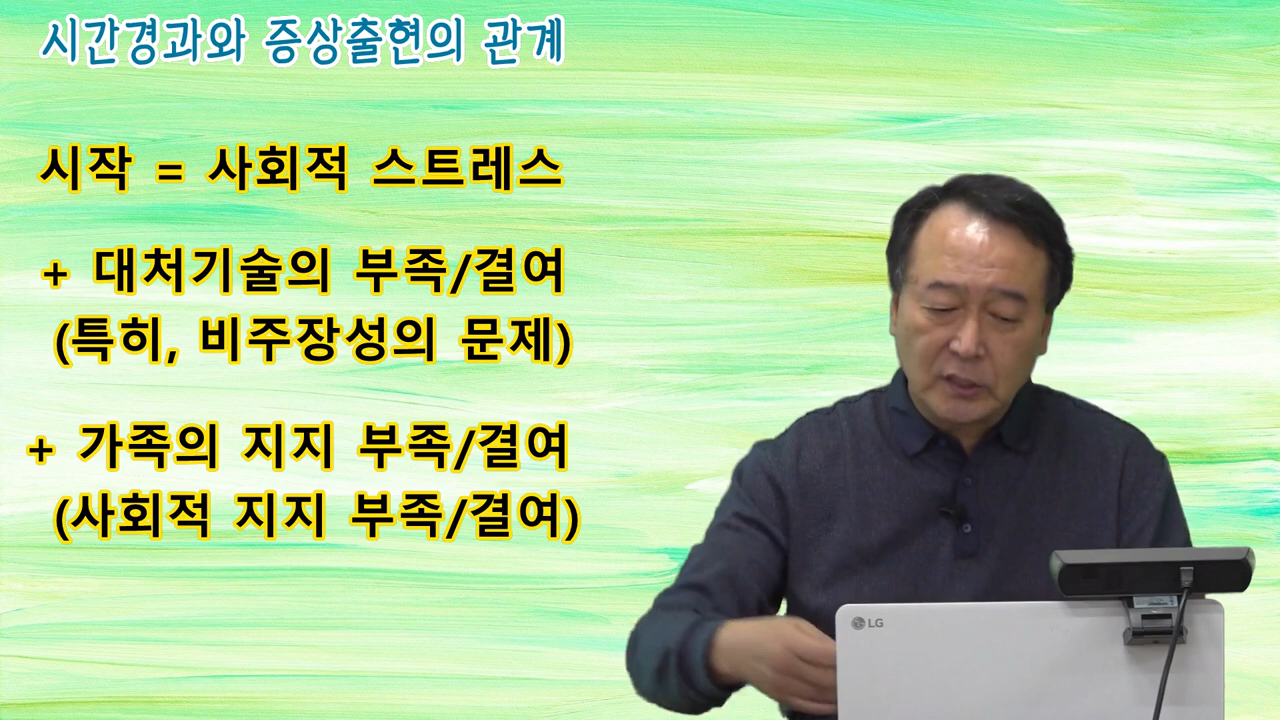 시간경과와 증상출현의 관계
시작 = 사회적 스트레스
+ 대처기술의 부족/결여
(특히, 비주장성의 문제)
+ 가족의 지지 부족/결여
(사회적 지지 부족/결여)
LG